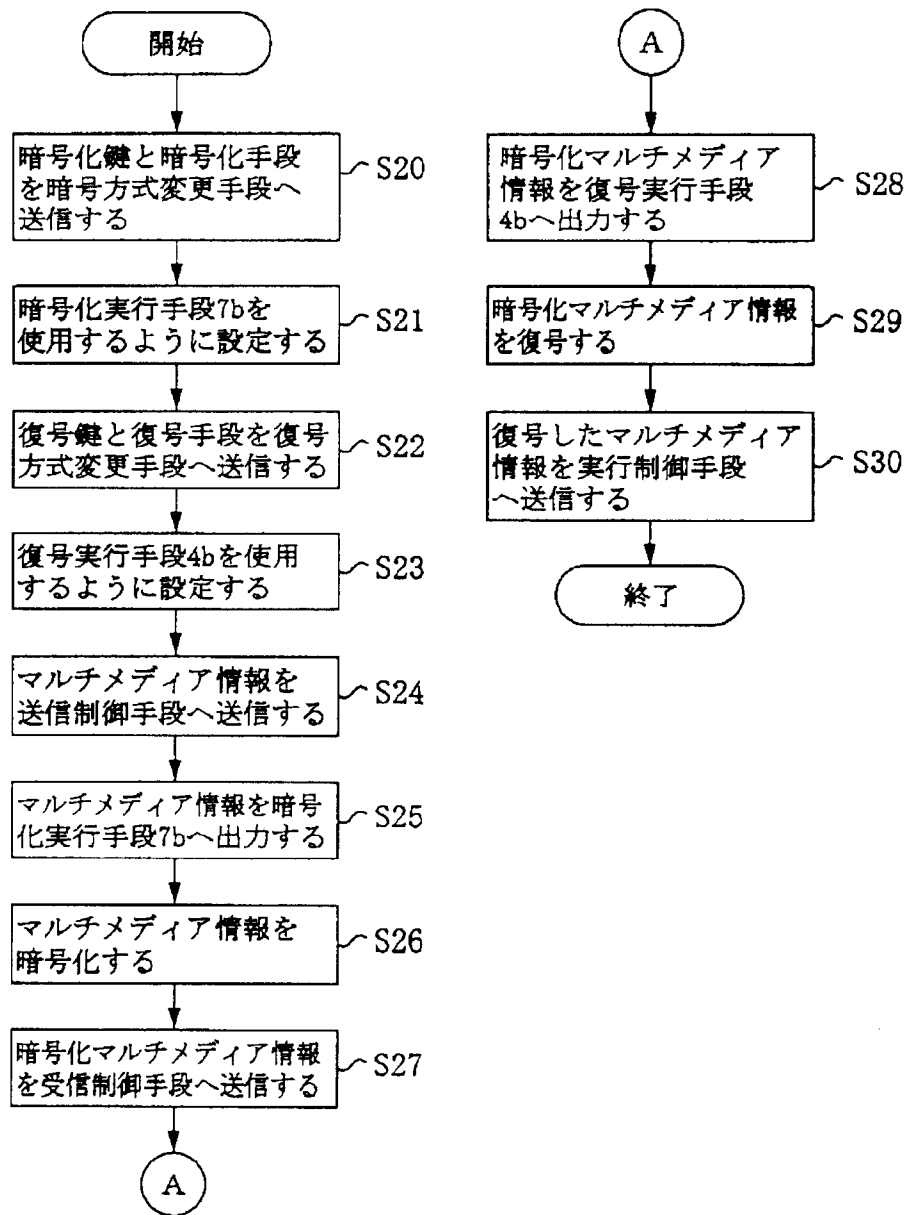 開始
暗号化鍵と暗号化手段
を暗号方式変更手段へ
送信する
S20
暗号化実行手段7bを
使用するように設定する
S21
復号鍵と復号手段を復号
方式変更手段へ送信する
S22
復号実行手段4bを使用
するように設定する
S23
マルチメディア情報を
送信制御手段へ送信する
S24
マルチメディア情報を暗号
化実行手段7bへ出力する
S25
マルチメディア情報を
暗号化する
S26
暗号化マルチメディア情報
を受信制御手段へ送信する
S27
A
A
暗号化マルチメディア
情報を復号実行手段
4bへ出力する
S28
暗号化マルチメディア情報
を復号する
S29
復号したマルチメディア
情報を実行制御手段
へ送信する
S30
終了